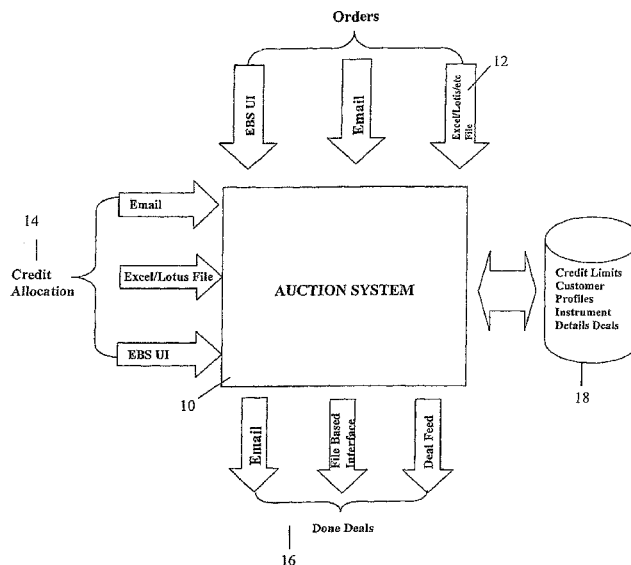 Orders
12
EBS UI
Email
Excel/Lotis/etc
File
14
Credit
Allocation
Email
Excel/Lotus File
EBS UI
AUCTION SYSTEM
10
Credit Limits
Customer
Profiles
Instrument
Details Deals
18
Email
File Based
Interface
Deal Feed
Done Deals
16